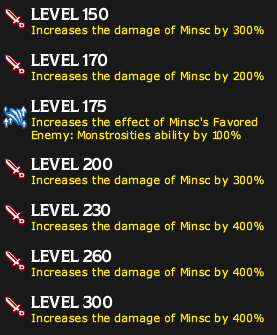 LEVEL 150
Increases the damage of Minsc by 300%
LEVEL 170
Increases the damage of Minsc by 200%
LEVEL 175
Increases the effect of Minsc's Favored
Enemy: Monstrosities ability by 100%
LEVEL 200
Increases the damage of Minsc by 300%
LEVEL 230
Increases the damage of Minsc by 400%
LEVEL 260
Increases the damage of Minsc by 400%
LEVEL 300
Increases the damage of Minsc by 400%